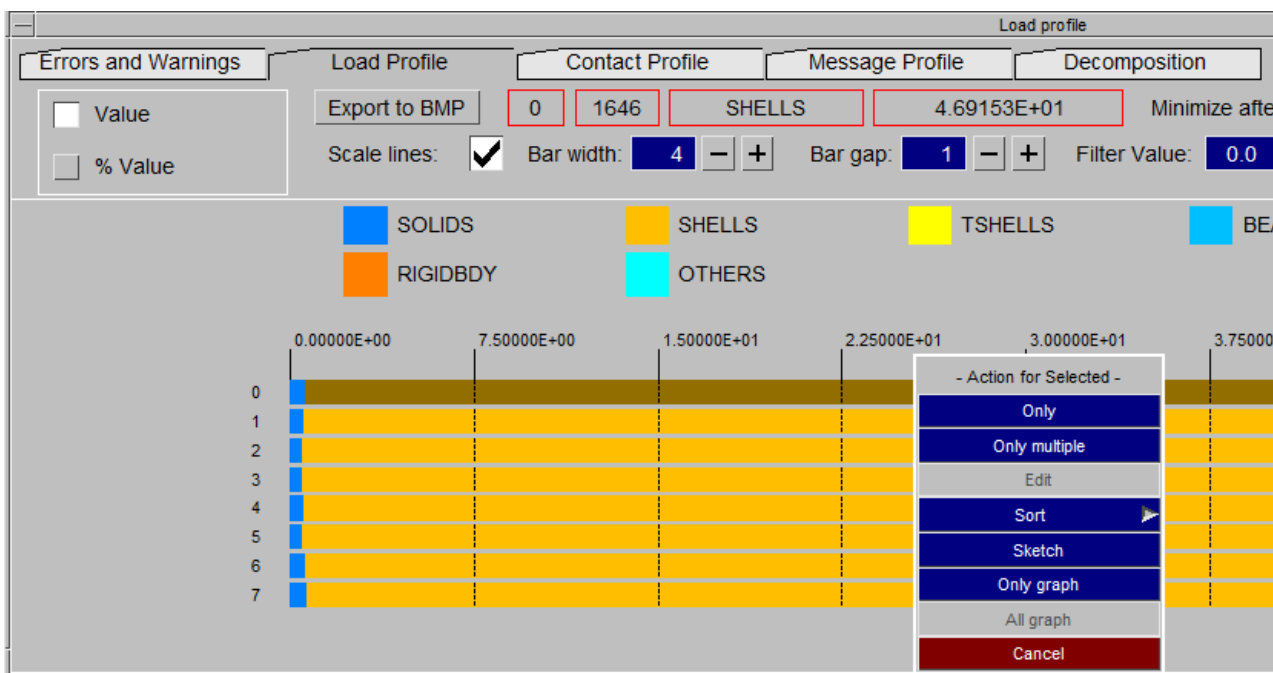 Load profile
Errors and Warnings Load Profile Contact Profile Message Profile Decomposition
Value Export to BMP 0 1646 SHELLS 4.69153E+01 Minimize afte
% Value Scale lines: Bar width: 4 Bar gap: 1 Filter Value: 0.0
SOLIDS SHELLS TSHELLS BEA
RIGIDBDY OTHERS
0.00000E+00 7.50000E+00 1.50000E+01 2.25000E+01 3.00000E+01 3.75000
- Action for Selected -
0
Only
1
Only multiple
2
Edit
3
Sort
4
Sketch
5
Only graph
6
All graph
7
Cancel